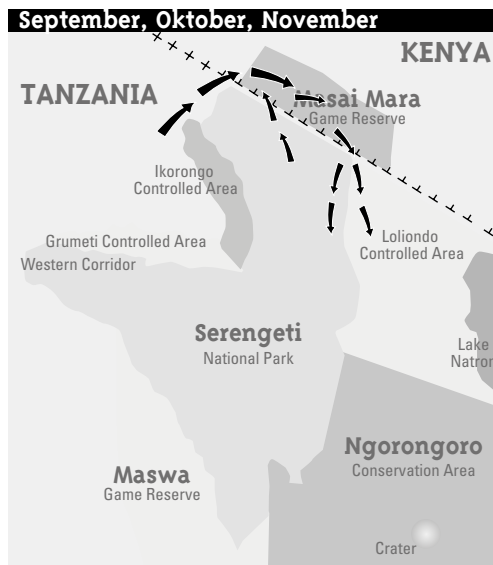 September, Oktober, November
KENYA
TANZANIA
Masai Mara
Game Reserve
Ikorongo
Controlled Area
Grumeti Controlled Area
Western Corridor
Loliondo
Controlled Area
Serengeti
National Park
Lake
Natron
Ngorongoro
Conservation Area
Maswa
Game Reserve
Crater